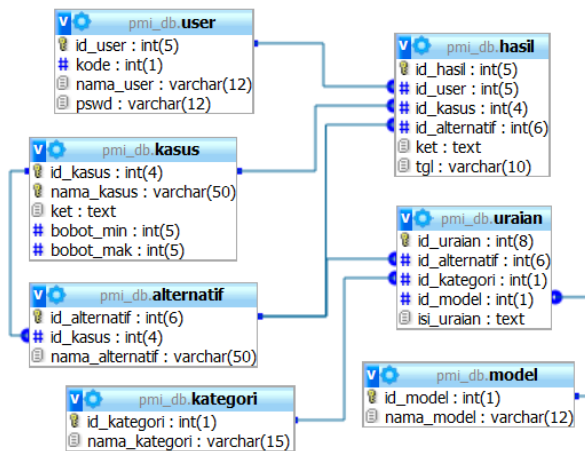 pmi_db.user
id_user : int(5)
# kode : int(1)
nama_user : varchar(12)
pswd : varchar(12)
pmi_db.hasil
id_hasil : int(5)
# id_user : int(5)
# id_kasus : int(4)
# id_alternatif : int(6)
ket : text
tgl : varchar(10)
pmi_db.kasus
id_kasus : int(4)
nama_kasus : varchar(50)
ket : text
# bobot_min : int(5)
# bobot_mak : int(5)
pmi_db.uraian
id_uraian : int(8)
# id_alternatif : int(6)
# id_kategori : int(1)
# id_model : int(1)
isi_uraian : text
pmi_db.alternatif
id_alternatif : int(6)
# id_kasus : int(4)
nama_alternatif : varchar(50)
pmi_db.model
id_model : int(1)
nama_model : varchar(12)
pmi_db.kategori
id_kategori : int(1)
nama_kategori : varchar(15)